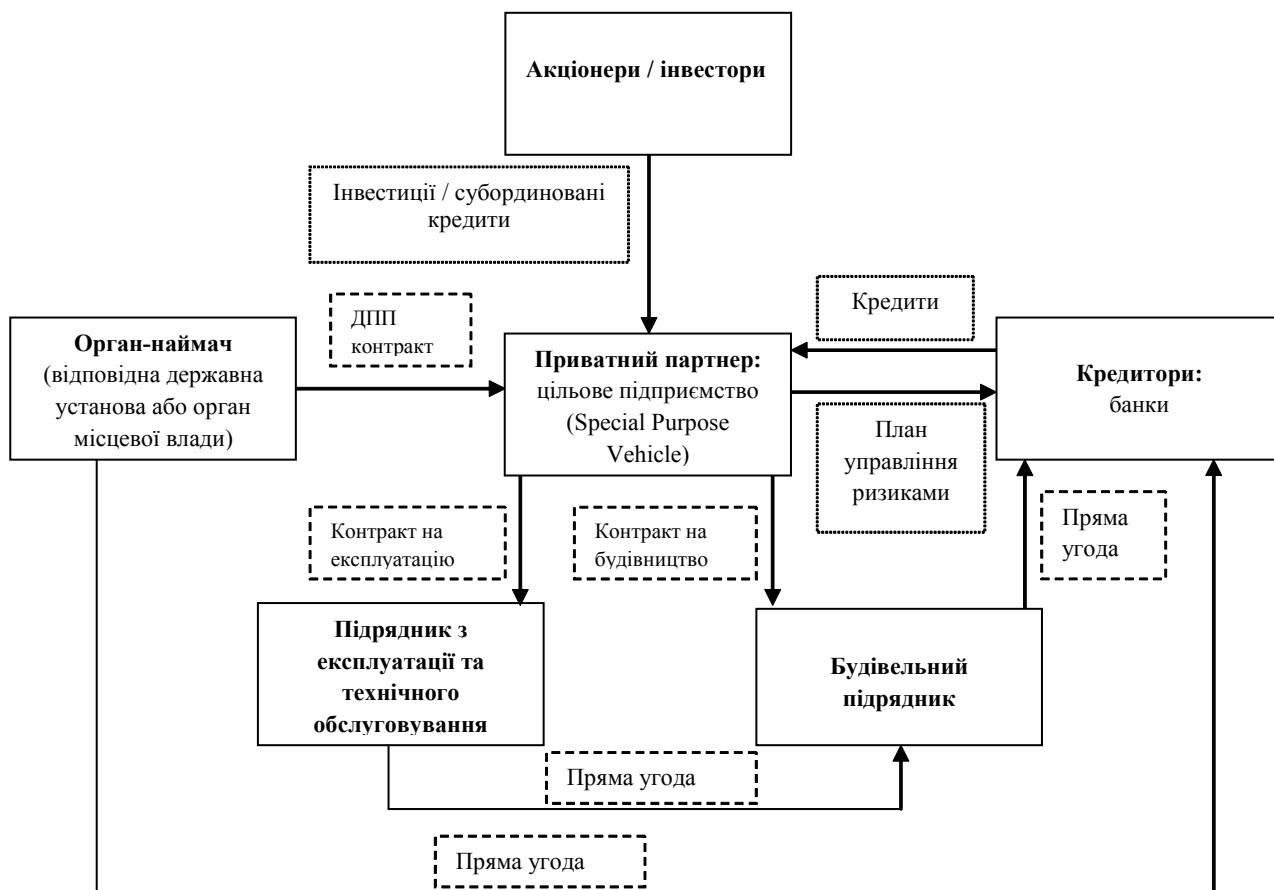 Акціонери / інвестори
Інвестиції / субординовані
кредити
ДПП
контракт
Кредити
Орган-наймач
(відповідна державна
установа або орган
місцевої влади)
Приватний партнер:
цільове підприємство
(Special Purpose
Vehicle)
Кредитори:
банки
План
управління
ризиками
Контракт на
експлуатацію
Контракт на
будівництво
Пряма
угода
Підрядник з
експлуатації та
технічного
обслуговування
Будівельний
підрядник
Пряма угода
Пряма угода